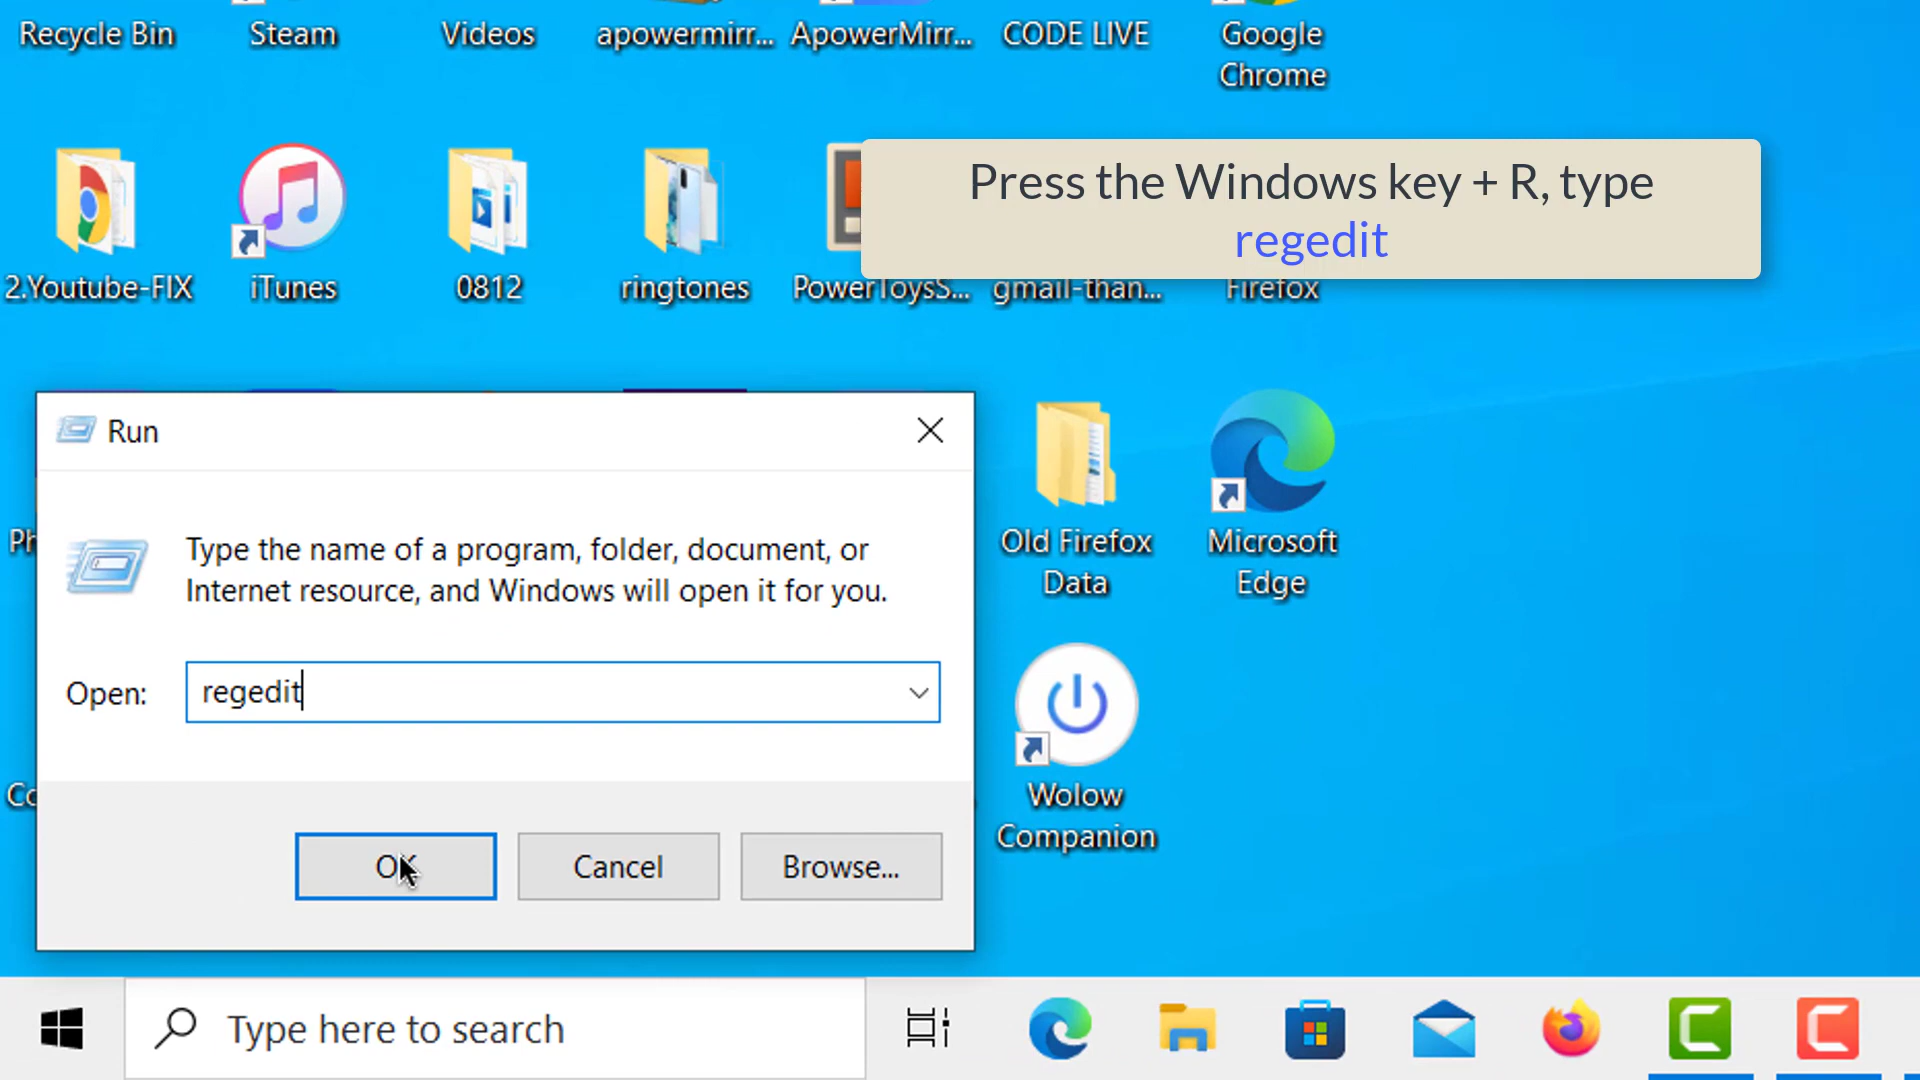 Recycle Bin
Steam
Videos
apowermirr...
ApowerMirr...
CODE LIVE
Google
Chrome
Press the Windows key + R, type
regedit
2.Youtube-FIX
iTunes
0812
ringtones
PowerToysS...
gmail-than...
Firefox
Run
Type the name of a program, folder, document, or
Internet resource, and Windows will open it for you.
Open:
regedit
OK
Cancel
Browse...
Ph
Co
Old Firefox
Data
Microsoft
Edge
Wolow
Companion
Type here to search